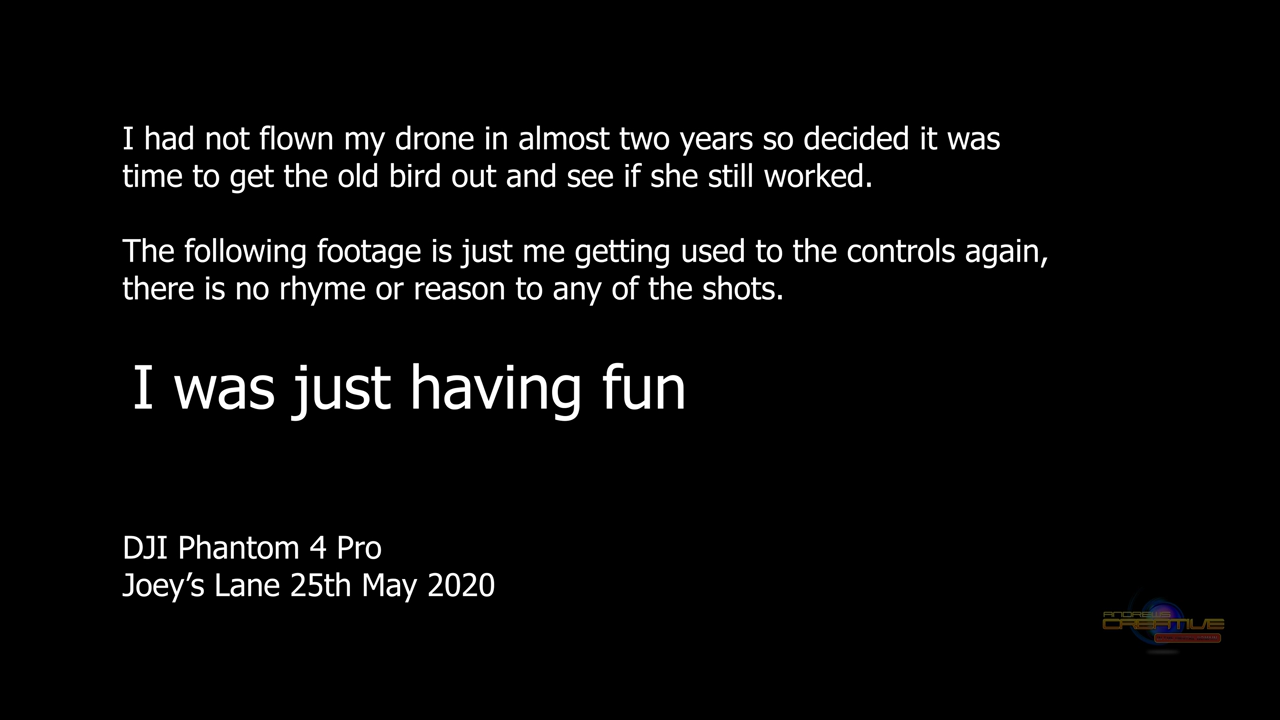 I had not flown my drone in almost two years so decided it was
time to get the old bird out and see if she still worked.
The following footage is just me getting used to the controls again,
there is no rhyme or reason to any of the shots.
I was just having fun
DJI Phantom 4 Pro
Joey’s Lane 25th May 2020
ANDREWS
CREATIVE